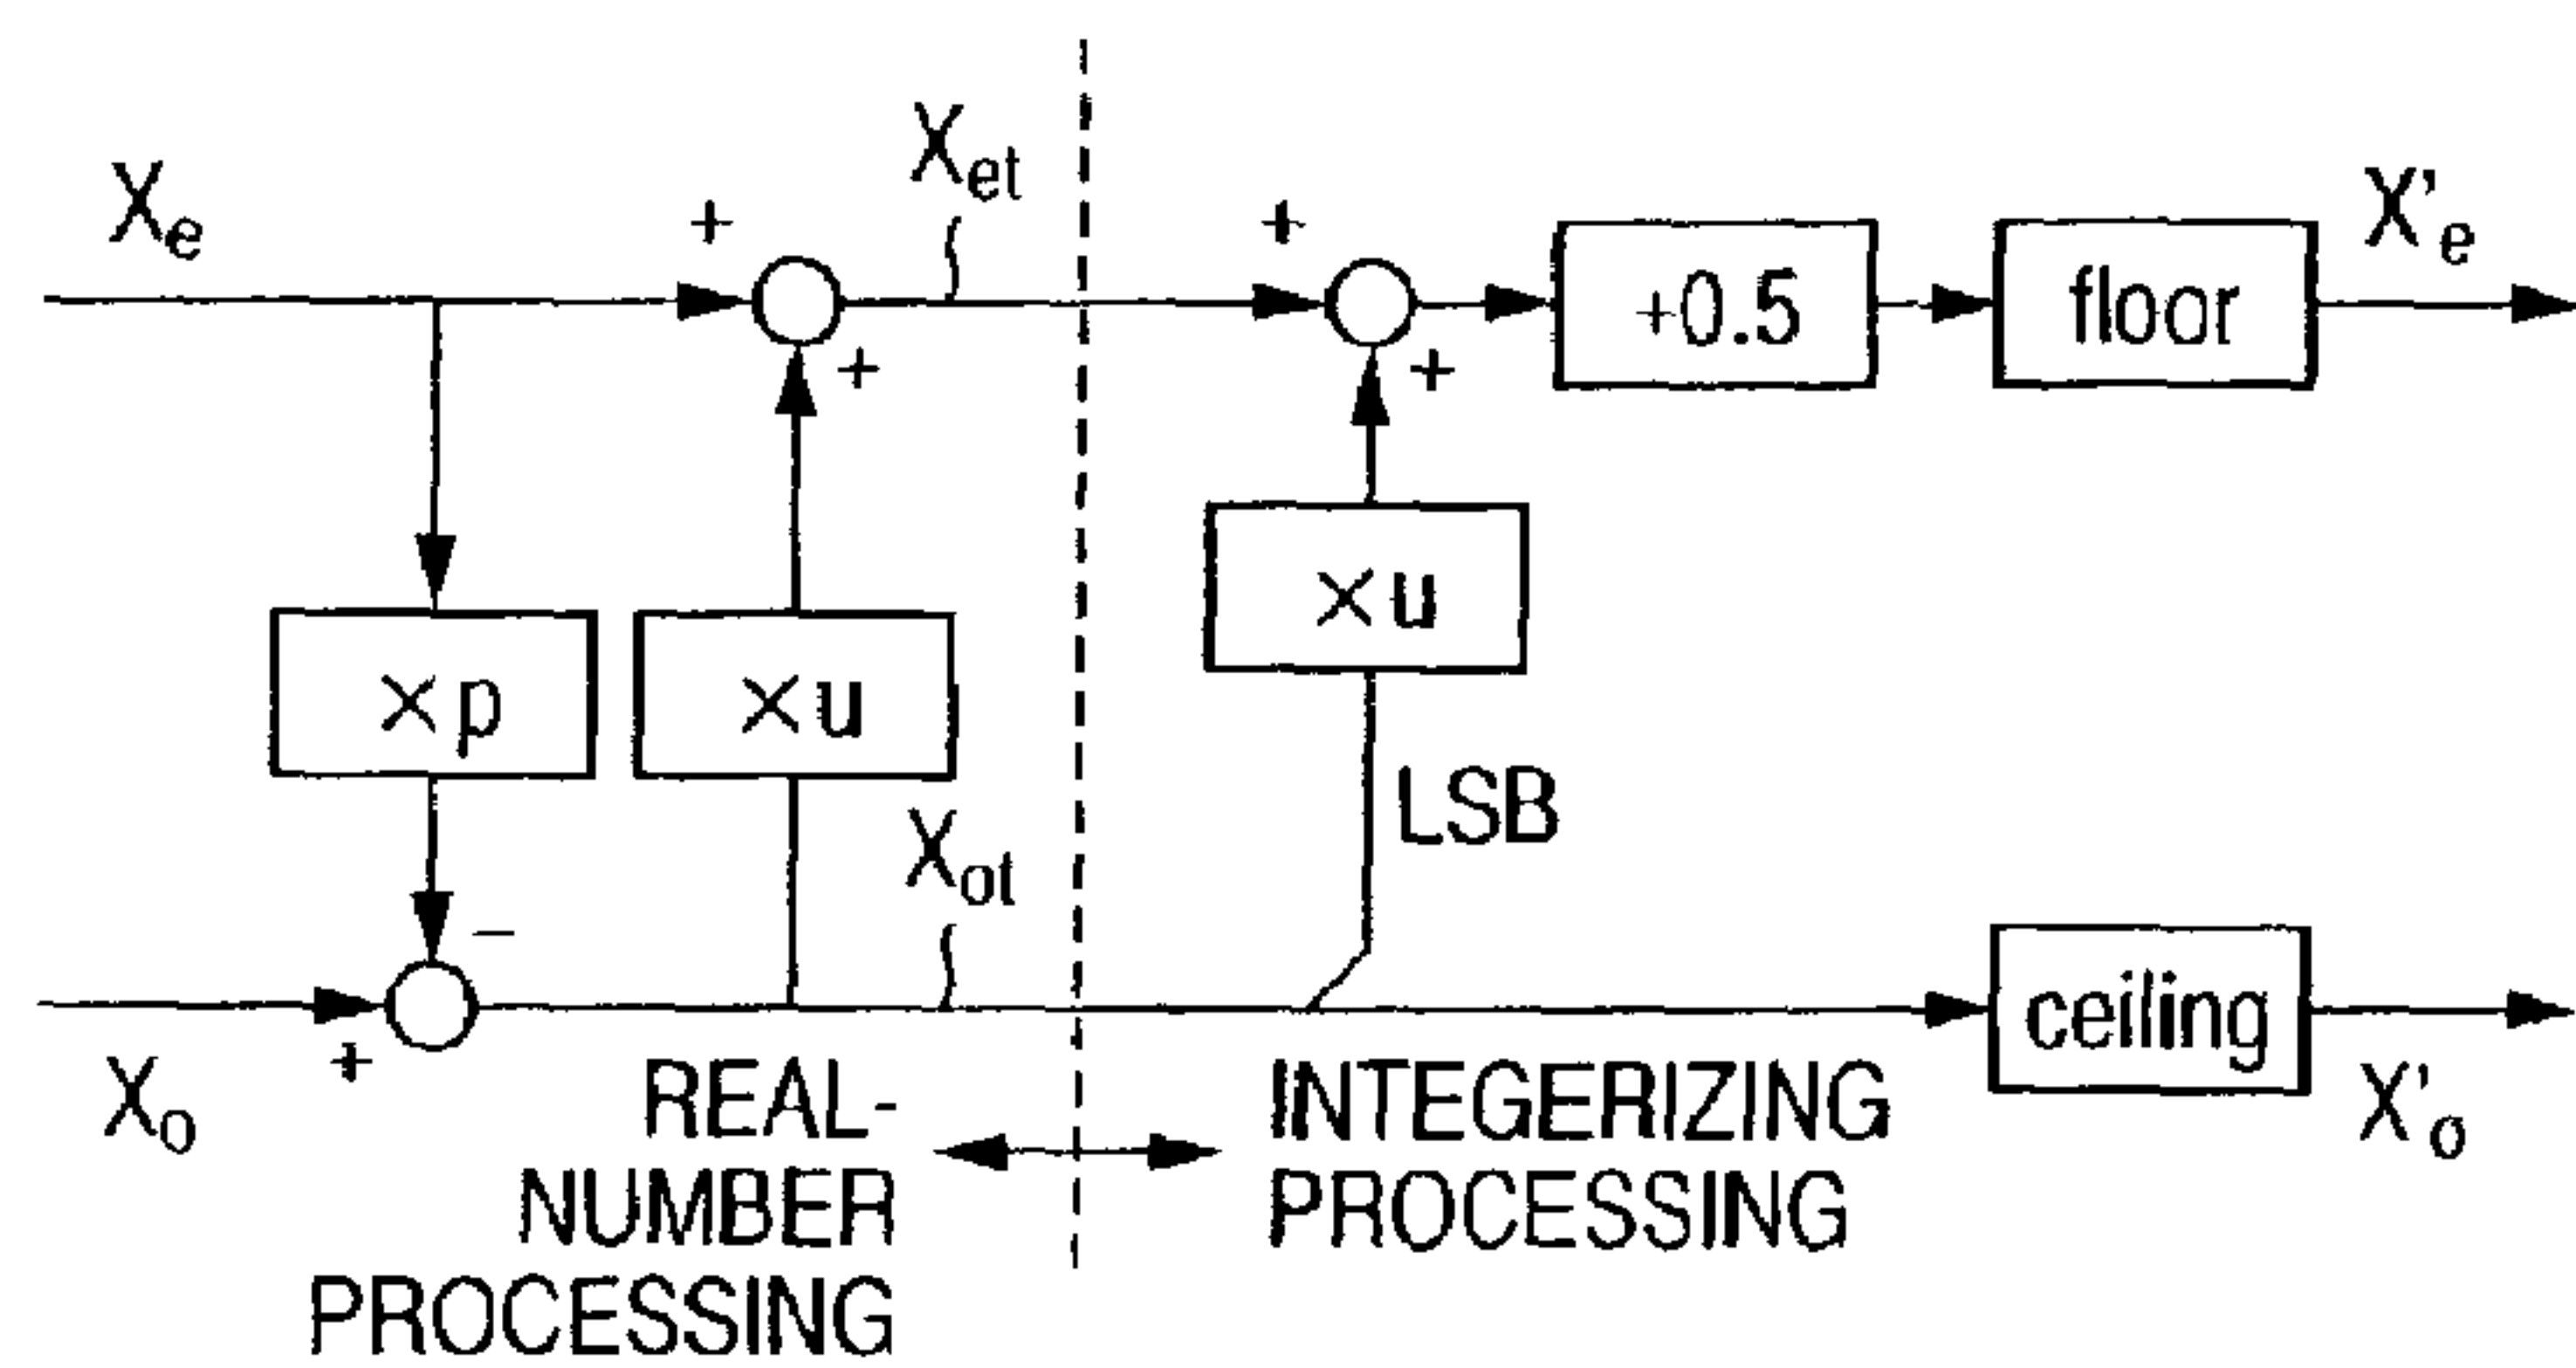 X_et
X_e
+
+
X'_e
+0.5
floor
+
+
×u
×p
×u
LSB
X_ot
−
ceiling
+
X_o
X'_o
REAL-
NUMBER
PROCESSING
INTEGERIZING
PROCESSING